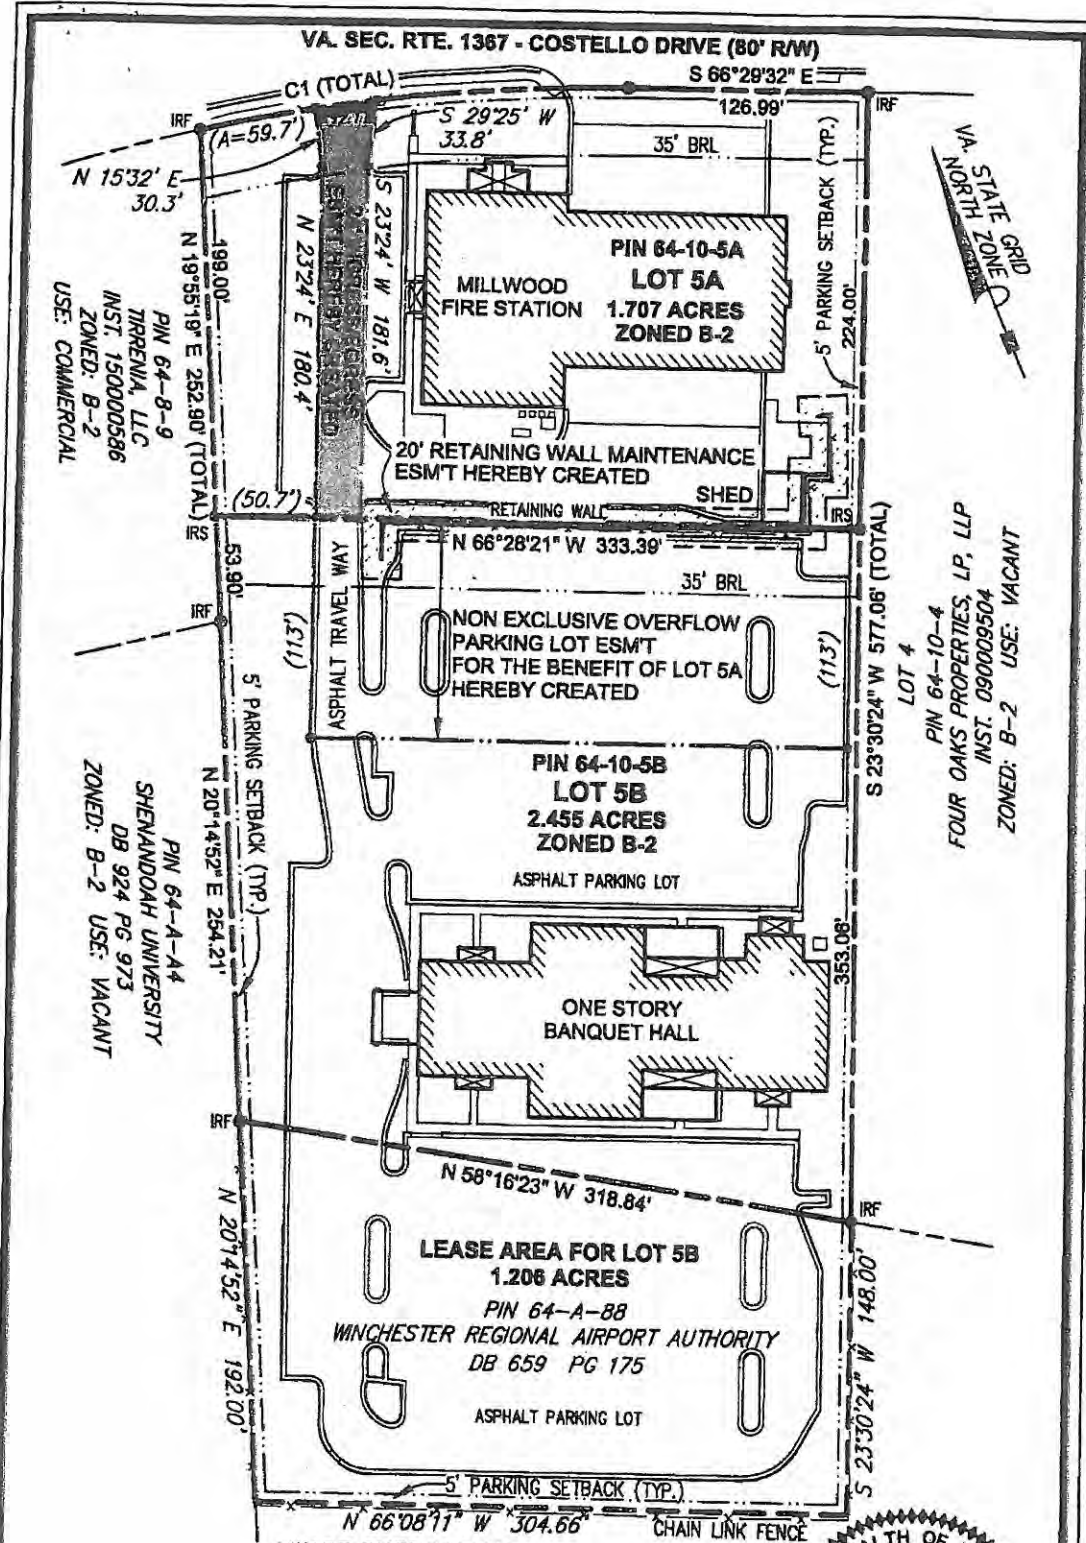 VA. SEC. RTE. 1367 - COSTELLO DRIVE (80' R/W)
C1 (TOTAL)
S 66°29'32" E
126.99'
IRF
IRF
(A=59.7')
S 29°25' W
33.8'
35' BRL
N 15°32' E
30.3'
5' PARKING SETBACK (TYP.)
224.00'
VA. STATE GRID
NORTH ZONE
S 23°24' W 181.6'
N 23°24' E 180.4'
ESM'T HEREBY CREATED
199.00'
N 19°55'19" E 252.90' (TOTAL)
PIN 64-8-9
TIRRENIA, LLC
INST. 150000586
ZONED: B-2
USE: COMMERCIAL
MILLWOOD
FIRE STATION
PIN 64-10-5A
LOT 5A
1.707 ACRES
ZONED B-2
20' RETAINING WALL MAINTENANCE
ESM'T HEREBY CREATED
SHED
RETAINING WALL
IRS
(50.7')
IRS
N 66°28'21" W 333.39'
35' BRL
53.90'
IRF
ASPHALT TRAVEL WAY
(113')
(113')
NON EXCLUSIVE OVERFLOW
PARKING LOT ESM'T
FOR THE BENEFIT OF LOT 5A
HEREBY CREATED
S 23°30'24" W 577.06' (TOTAL)
LOT 4
PIN 64-10-4
FOUR OAKS PROPERTIES, LP, LLP
INST. 090009504
ZONED: B-2 USE: VACANT
PIN 64-10-5B
LOT 5B
2.455 ACRES
ZONED B-2
ASPHALT PARKING LOT
5' PARKING SETBACK (TYP.)
N 20°14'52" E 254.21'
PIN 64-A-A4
SHENANDOAH UNIVERSITY
DB 924 PG 973
ZONED: B-2 USE: VACANT
353.06'
ONE STORY
BANQUET HALL
IRF
N 58°16'23" W 318.84'
IRF
LEASE AREA FOR LOT 5B
1.206 ACRES
PIN 64-A-88
WINCHESTER REGIONAL AIRPORT AUTHORITY
DB 659 PG 175
ASPHALT PARKING LOT
N 20°14'52" E 192.00'
S 23°30'24" W 148.00'
5' PARKING SETBACK (TYP.)
N 66°08'11" W 304.66'
CHAIN LINK FENCE
LTH OF